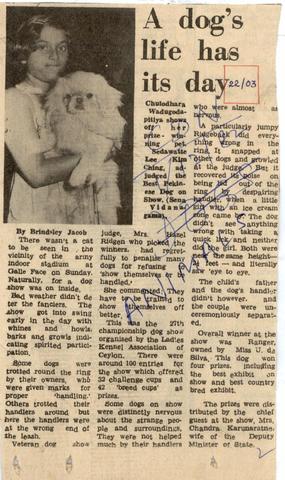 A dog's
life has
its day
22/03
Chulodhara
Wadugoda-
pitiya shows
off her
prize-win-
ning pet
Sedawatte
Lee Kim
Ching, ad-
judged the
Best Pekin-
ese Dog on
Show. (Sena
Vidana-
gama)
By Brindley Jacob
There wasn't a cat
to be seen in the
vicinity of the army
indoor stadium at
Galle Face on Sunday.
Naturally, for a dog
show was on inside.
Bad weather didn't de-
ter the fanciers. The
show got into swing
early in the day with
whines and howls,
barks and growls
indicating spirited parti-
cipation.
Some dogs were
trotted round the ring
by their owners, who
were given marks for
proper 'handling.'
Others trotted their
handlers around but
here the handlers were
at the wrong end of
the leash.
Veteran dog show
judge, Mrs. Hazel
Ridgeon who picked the
winners, had regret-
fully to penalise many
dogs for refusing to
'show themselves or be
handled.'
She commented: "They
have to be trained to
show themselves off
better."
This was the 27th
championship dog show
organised by the Ladies
Kennel Association of
Ceylon. There were
around 100 entries for
the show which offered
32 challenge cups and
42 'breed cups' as
prizes.
Some dogs on show
were distinctly nervous
about the strange people
and surroundings.
They were not helped
much by their handlers
who were almost as
nervous.
A particularly jumpy
Ridgeback did every-
thing wrong in the
ring. It snapped at
other dogs and growled
at the judges. But it
recovered its poise on
being led out of the
ring by despairing
handler, when a little
girl with an ice cream
cone came by. The dog
didn't see anything
wrong with taking a
quick lick and neither
did the girl. Both were
the same height—
feet — and literally
saw 'eye to eye.
The child's father
and the dog's handler
didn't however, and
the couple were un-
ceremoniously separat-
ed.
Overall winner at the
show was Ranger,
owned by Miss U. de
Silva. This dog won
four prizes, including
the best exhibit in
show and best country
bred exhibit.
The prizes were dis-
tributed by the chief
guest at the show, Mrs.
Chandra Karunaratne,
wife of the Deputy
Minister of State.